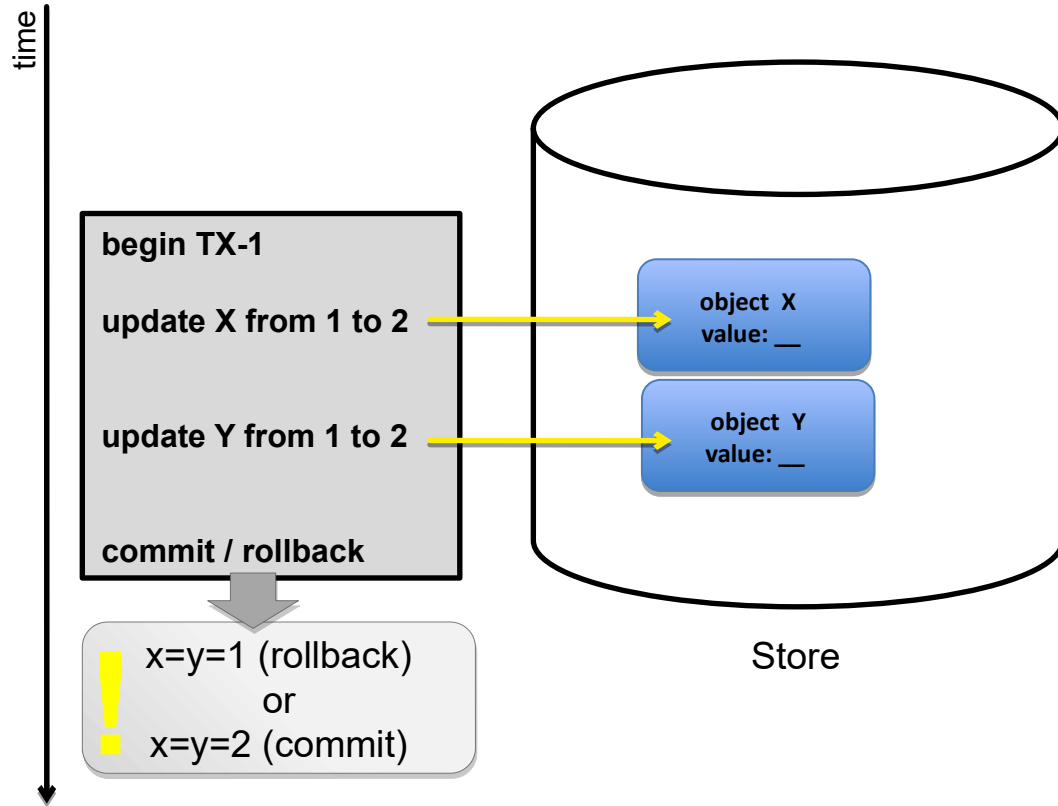 time
begin TX-1
update X from 1 to 2
update Y from 1 to 2
commit / rollback
object X
value: __
object Y
value: __
Store
! x=y=1 (rollback)
or
x=y=2 (commit)